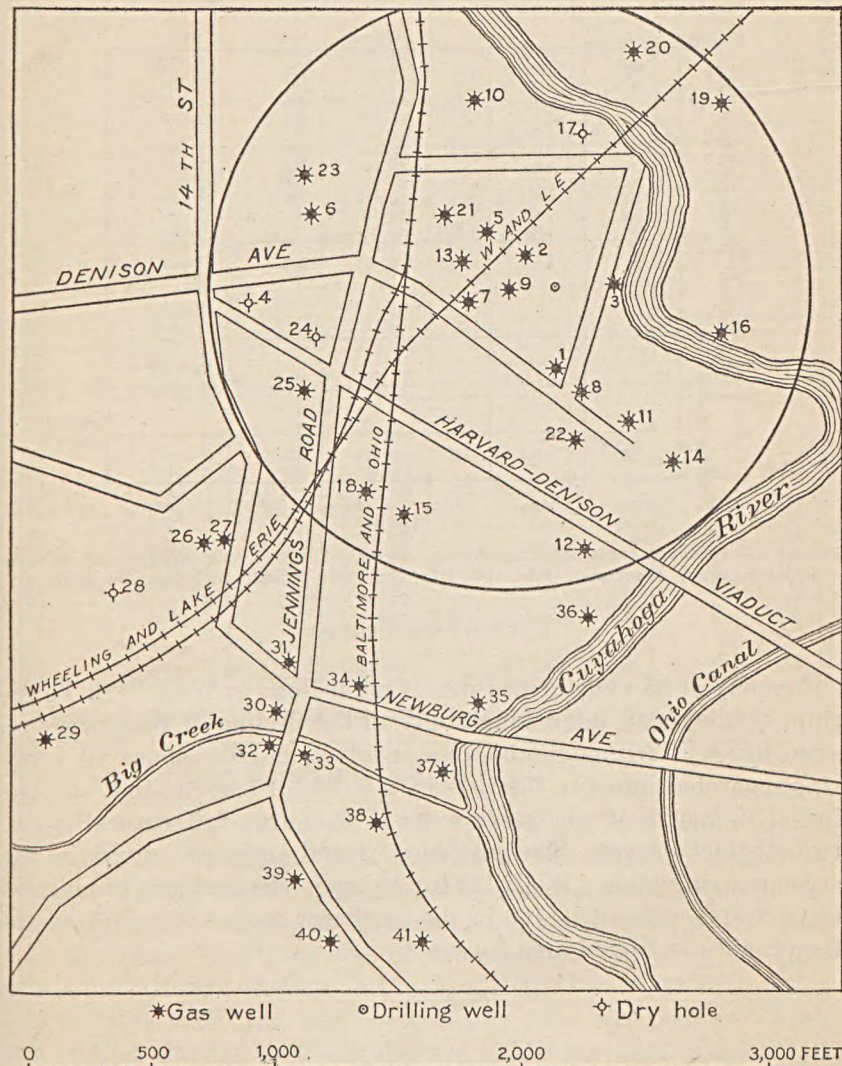 20
10
19
17
14 TH ST
23
6
21
5
W AND L E
13
2
DENISON AVE
4
7
9
3
24
16
1
25
8
11
ROAD
22
14
HARVARD-DENISON
18
15
BALTIMORE AND OHIO
River
12
26
27
ERIE
28
36
VIADUCT
WHEELING AND LAKE
JENNINGS
31
Cuyahoga
34
35
NEWBURG
Ohio Canal
30
AVE
29
32
33
Big Creek
37
38
39
40
41
Gas well
Drilling well
Dry hole
0 500 1,000 2,000 3,000 FEET